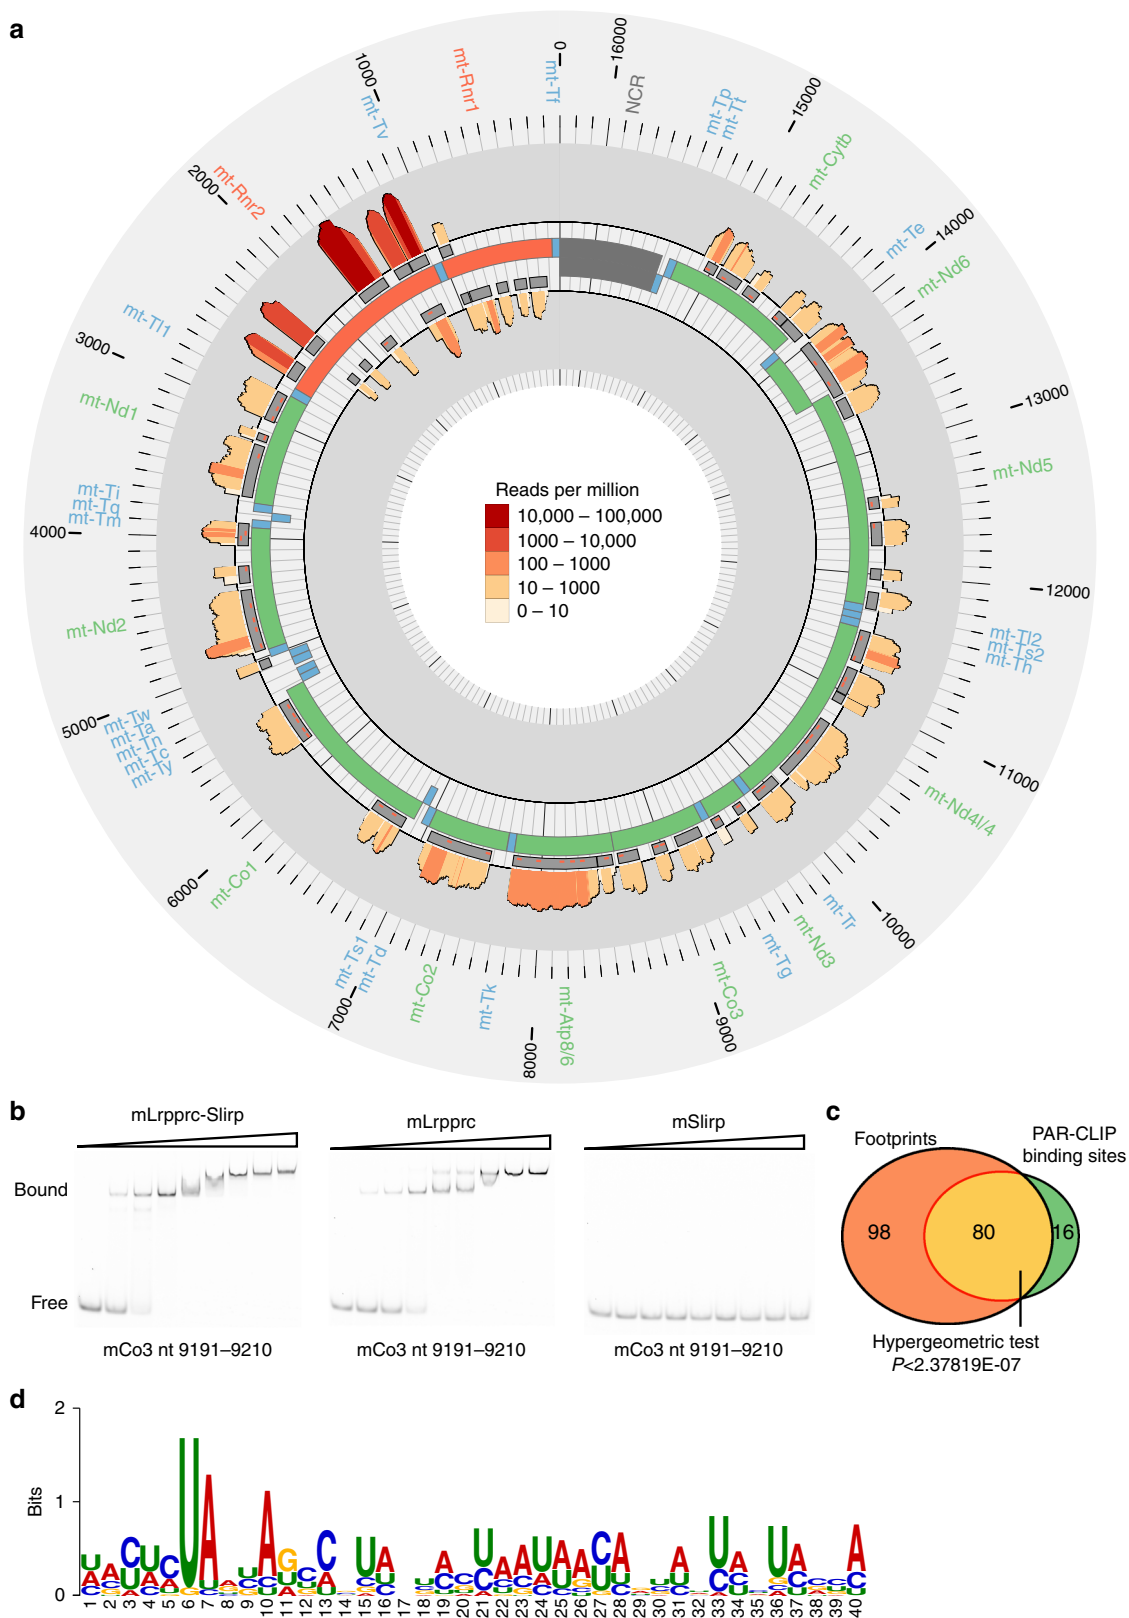 a
0
16000
15000
14000
13000
12000
11000
10000
9000
8000
7000
6000
5000
4000
3000
2000
1000
mt-Tf
NCR
mt-Tp
mt-Tt
mt-Cytb
mt-Te
mt-Nd6
mt-Nd5
mt-Tl2
mt-Ts2
mt-Th
mt-Nd4l/4
mt-Tr
mt-Nd3
mt-Tg
mt-Co3
mt-Atp8/6
mt-Tk
mt-Co2
mt-Td
mt-Ts1
mt-Co1
mt-Ty
mt-Tc
mt-Tn
mt-Ta
mt-Tw
mt-Nd2
mt-Tm
mt-Tq
mt-Ti
mt-Nd1
mt-Tl1
mt-Rnr2
mt-Tv
mt-Rnr1
Reads per million
10,000 – 100,000
1000 – 10,000
100 – 1000
10 – 1000
0 – 10
b
mLrpprc-Slirp
mLrpprc
mSlirp
Bound
Free
mCo3 nt 9191–9210
mCo3 nt 9191–9210
mCo3 nt 9191–9210
c
Footprints
PAR-CLIP
binding sites
98
80
16
Hypergeometric test
P<2.37819E-07
d
2
1
0
Bits
1 2 3 4 5 6 7 8 9 10 11 12 13 14 15 16 17 18 19 20 21 22 23 24 25 26 27 28 29 30 31 32 33 34 35 36 37 38 39 40